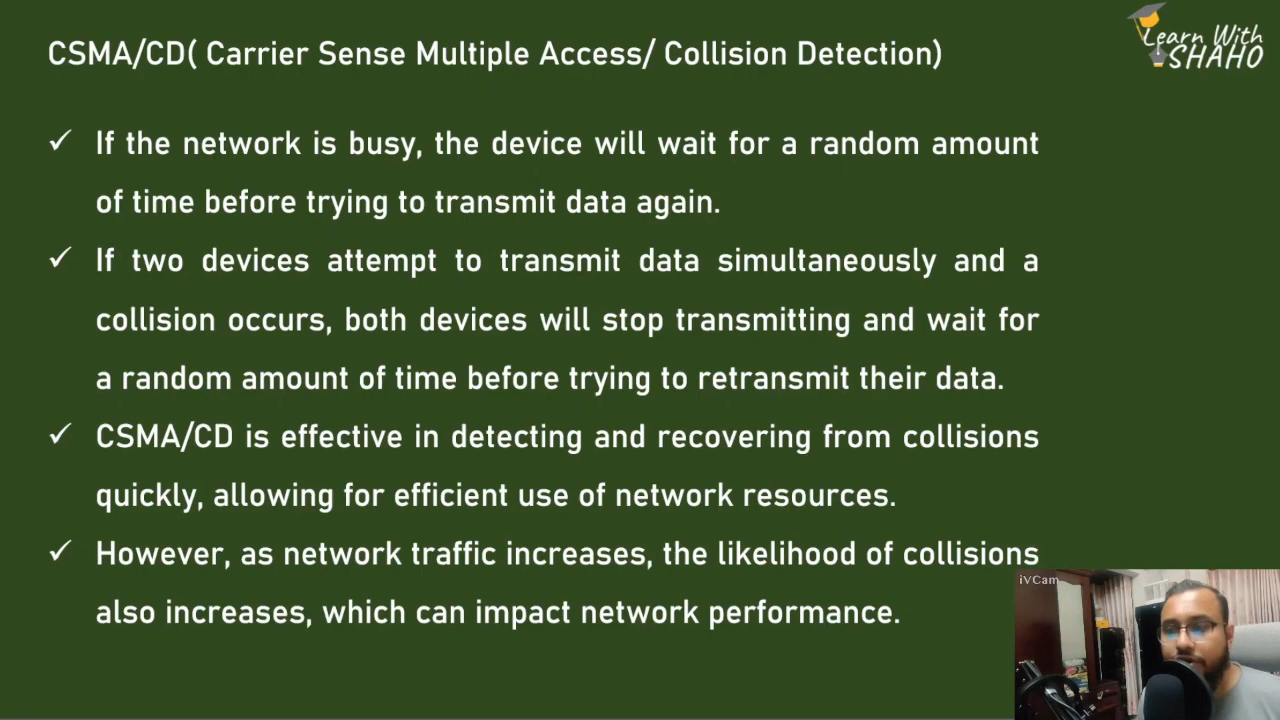 CSMA/CD( Carrier Sense Multiple Access/ Collision Detection)
Learn With
SHAHO
✓ If the network is busy, the device will wait for a random amount
of time before trying to transmit data again.
✓ If two devices attempt to transmit data simultaneously and a
collision occurs, both devices will stop transmitting and wait for
a random amount of time before trying to retransmit their data.
✓ CSMA/CD is effective in detecting and recovering from collisions
quickly, allowing for efficient use of network resources.
✓ However, as network traffic increases, the likelihood of collisions
also increases, which can impact network performance.
iVCam